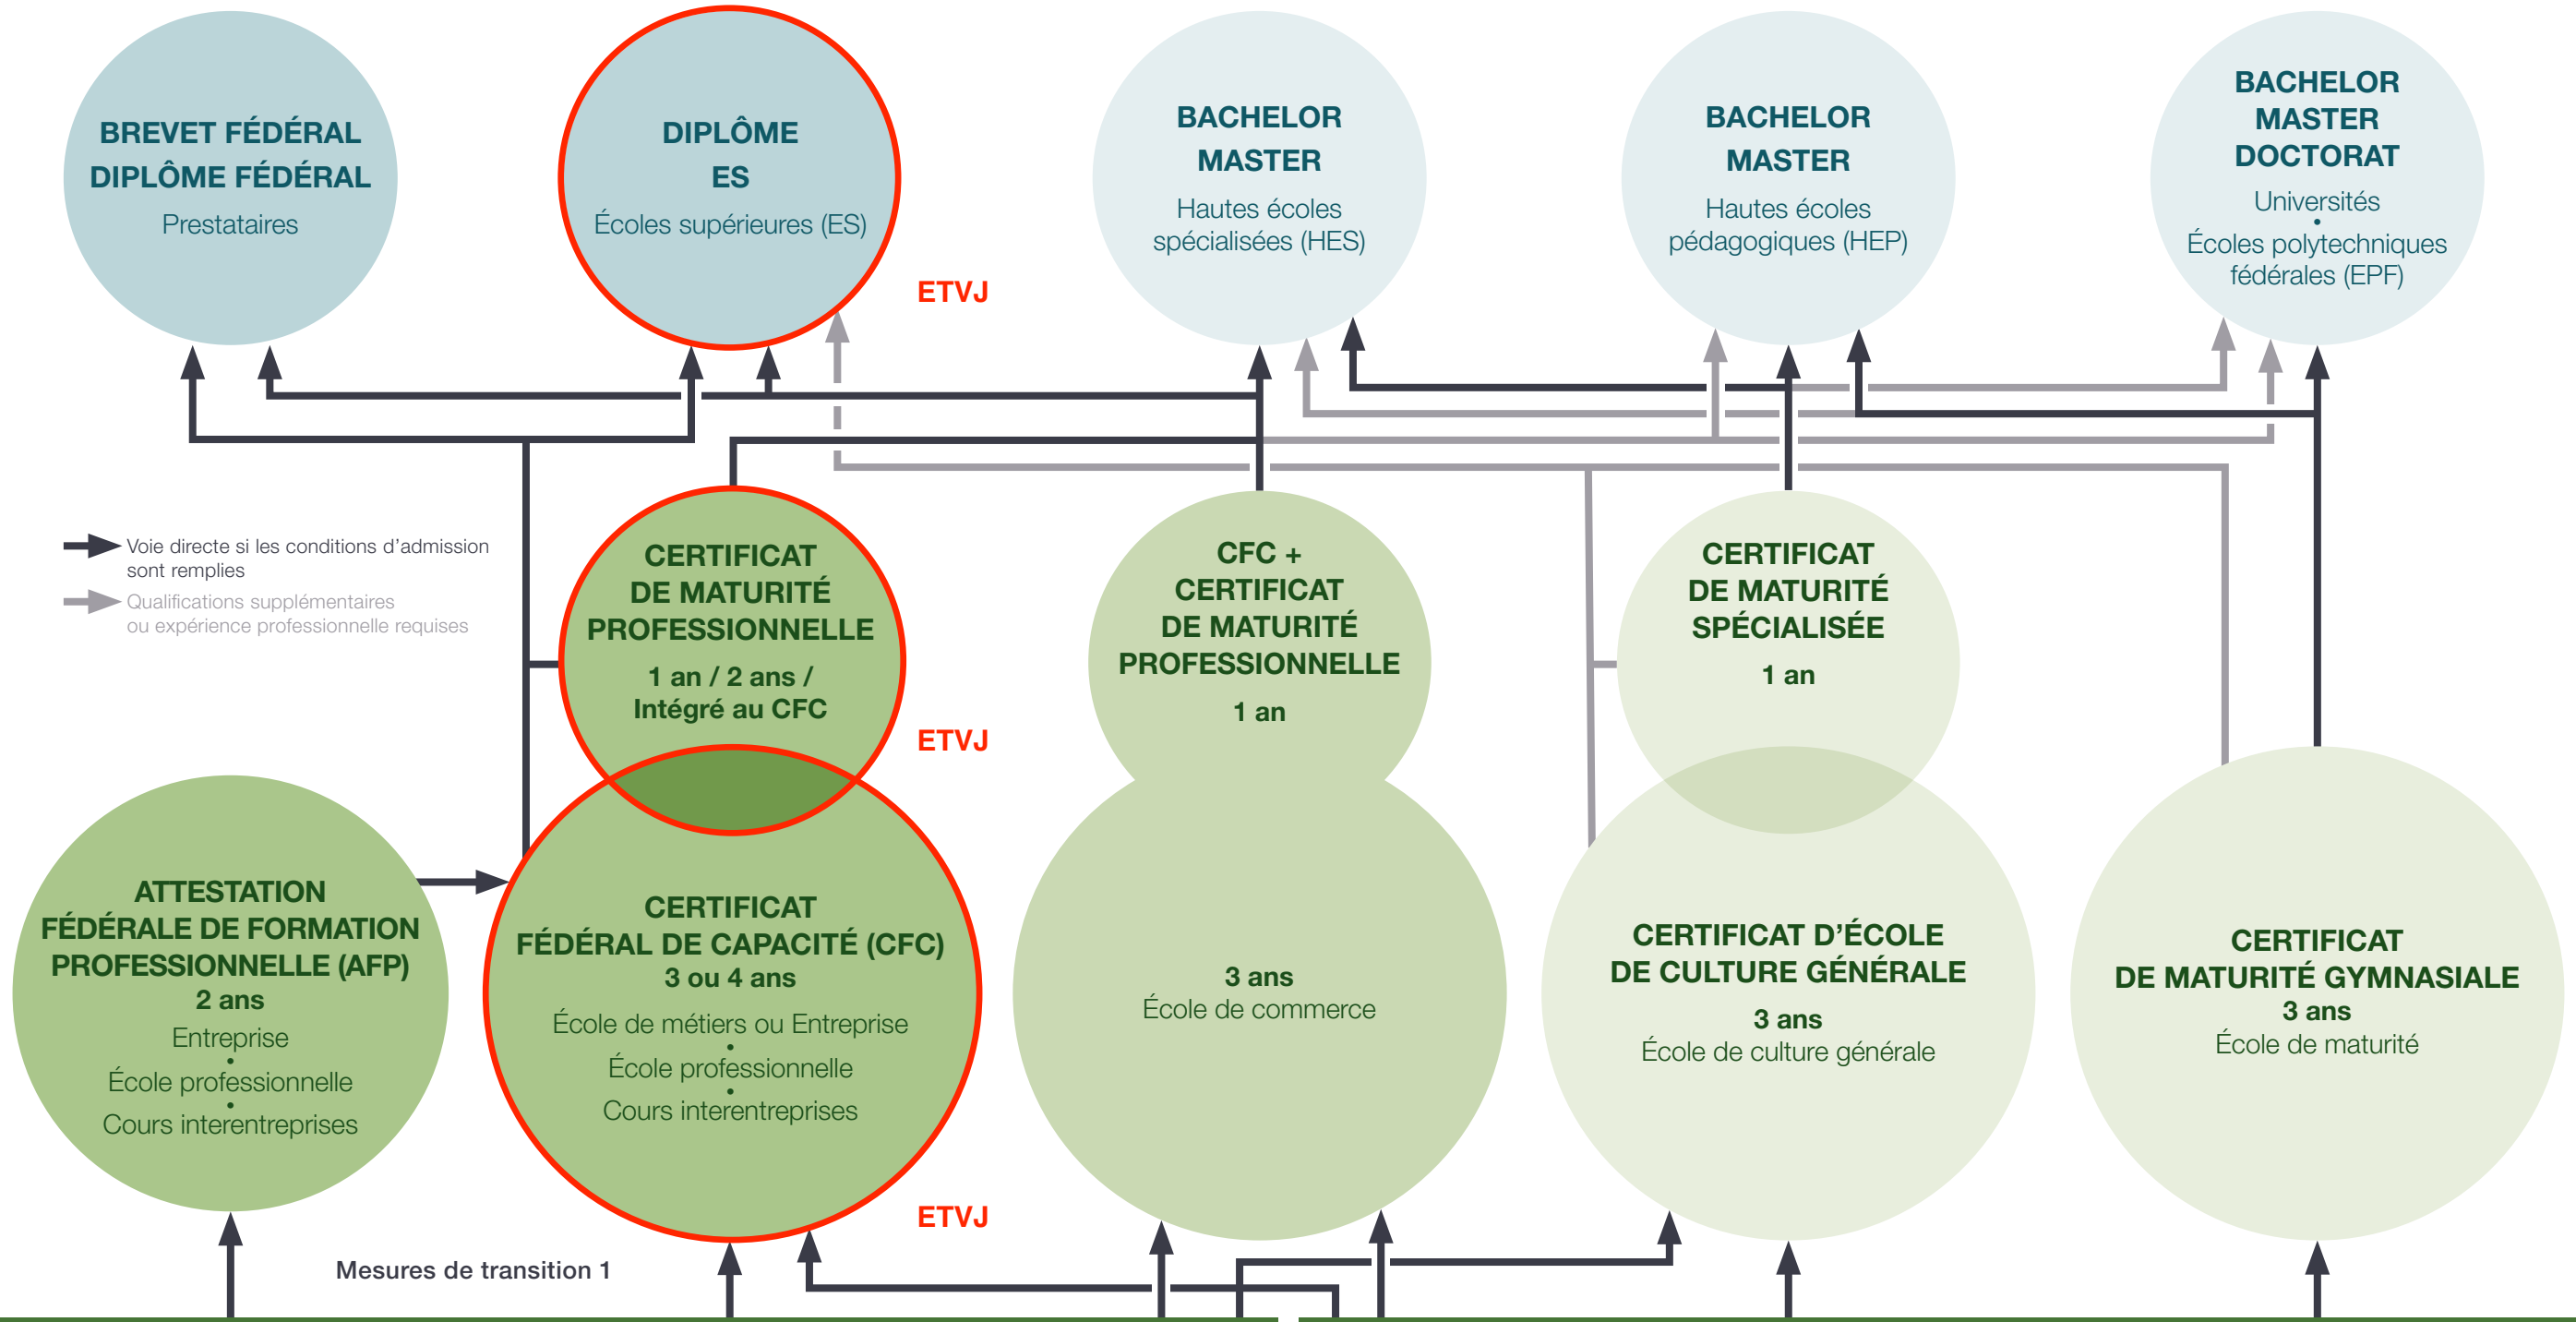 BREVET FÉDÉRAL
DIPLÔME FÉDÉRAL
Prestataires
DIPLÔME
ES
Écoles supérieures (ES)
ETVJ
BACHELOR
MASTER
Hautes écoles
spécialisées (HES)
BACHELOR
MASTER
Hautes écoles
pédagogiques (HEP)
BACHELOR
MASTER
DOCTORAT
Universités
•
Écoles polytechniques
fédérales (EPF)
Voie directe si les conditions d’admission
sont remplies
Qualifications supplémentaires
ou expérience professionnelle requises
CERTIFICAT
DE MATURITÉ
PROFESSIONNELLE
1 an / 2 ans /
Intégré au CFC
ETVJ
CFC +
CERTIFICAT
DE MATURITÉ
PROFESSIONNELLE
1 an
CERTIFICAT
DE MATURITÉ
SPÉCIALISÉE
1 an
ATTESTATION
FÉDÉRALE DE FORMATION
PROFESSIONNELLE (AFP)
2 ans
Entreprise
•
École professionnelle
•
Cours interentreprises
CERTIFICAT
FÉDÉRAL DE CAPACITÉ (CFC)
3 ou 4 ans
École de métiers ou Entreprise
•
École professionnelle
•
Cours interentreprises
ETVJ
3 ans
École de commerce
CERTIFICAT D’ÉCOLE
DE CULTURE GÉNÉRALE
3 ans
École de culture générale
CERTIFICAT
DE MATURITÉ GYMNASIALE
3 ans
École de maturité
Mesures de transition 1